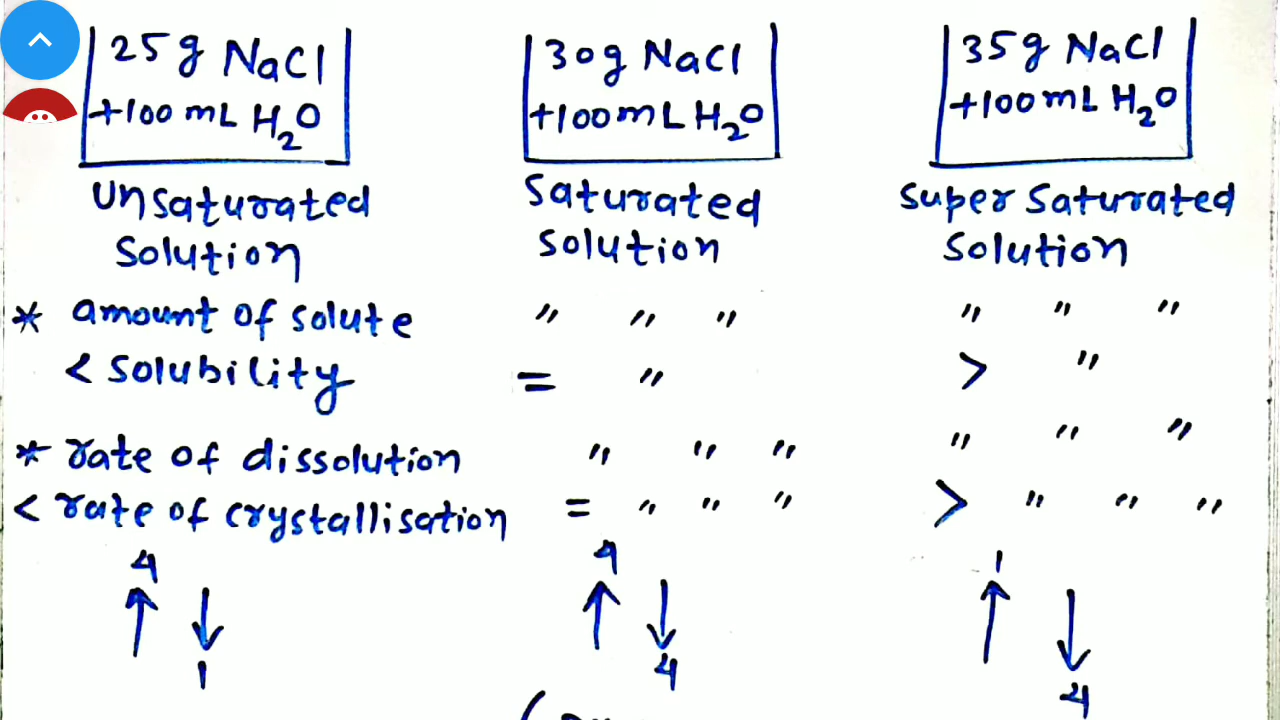 25g NaCl
+100 mL H₂O
Unsaturated
Solution
30g NaCl
+100mL H₂O
Saturated
Solution
35g NaCl
+100mL H₂O
Super Saturated
Solution
* amount of solute 〃 〃 〃 〃 〃 〃
< Solubility = 〃 > 〃
* rate of dissolution 〃 〃 〃 〃 〃 〃
< rate of crystallisation = 〃 〃 〃 > 〃 〃 〃
4 4 1
↑ ↓ ↑ ↓ ↑ ↓
1 4 4